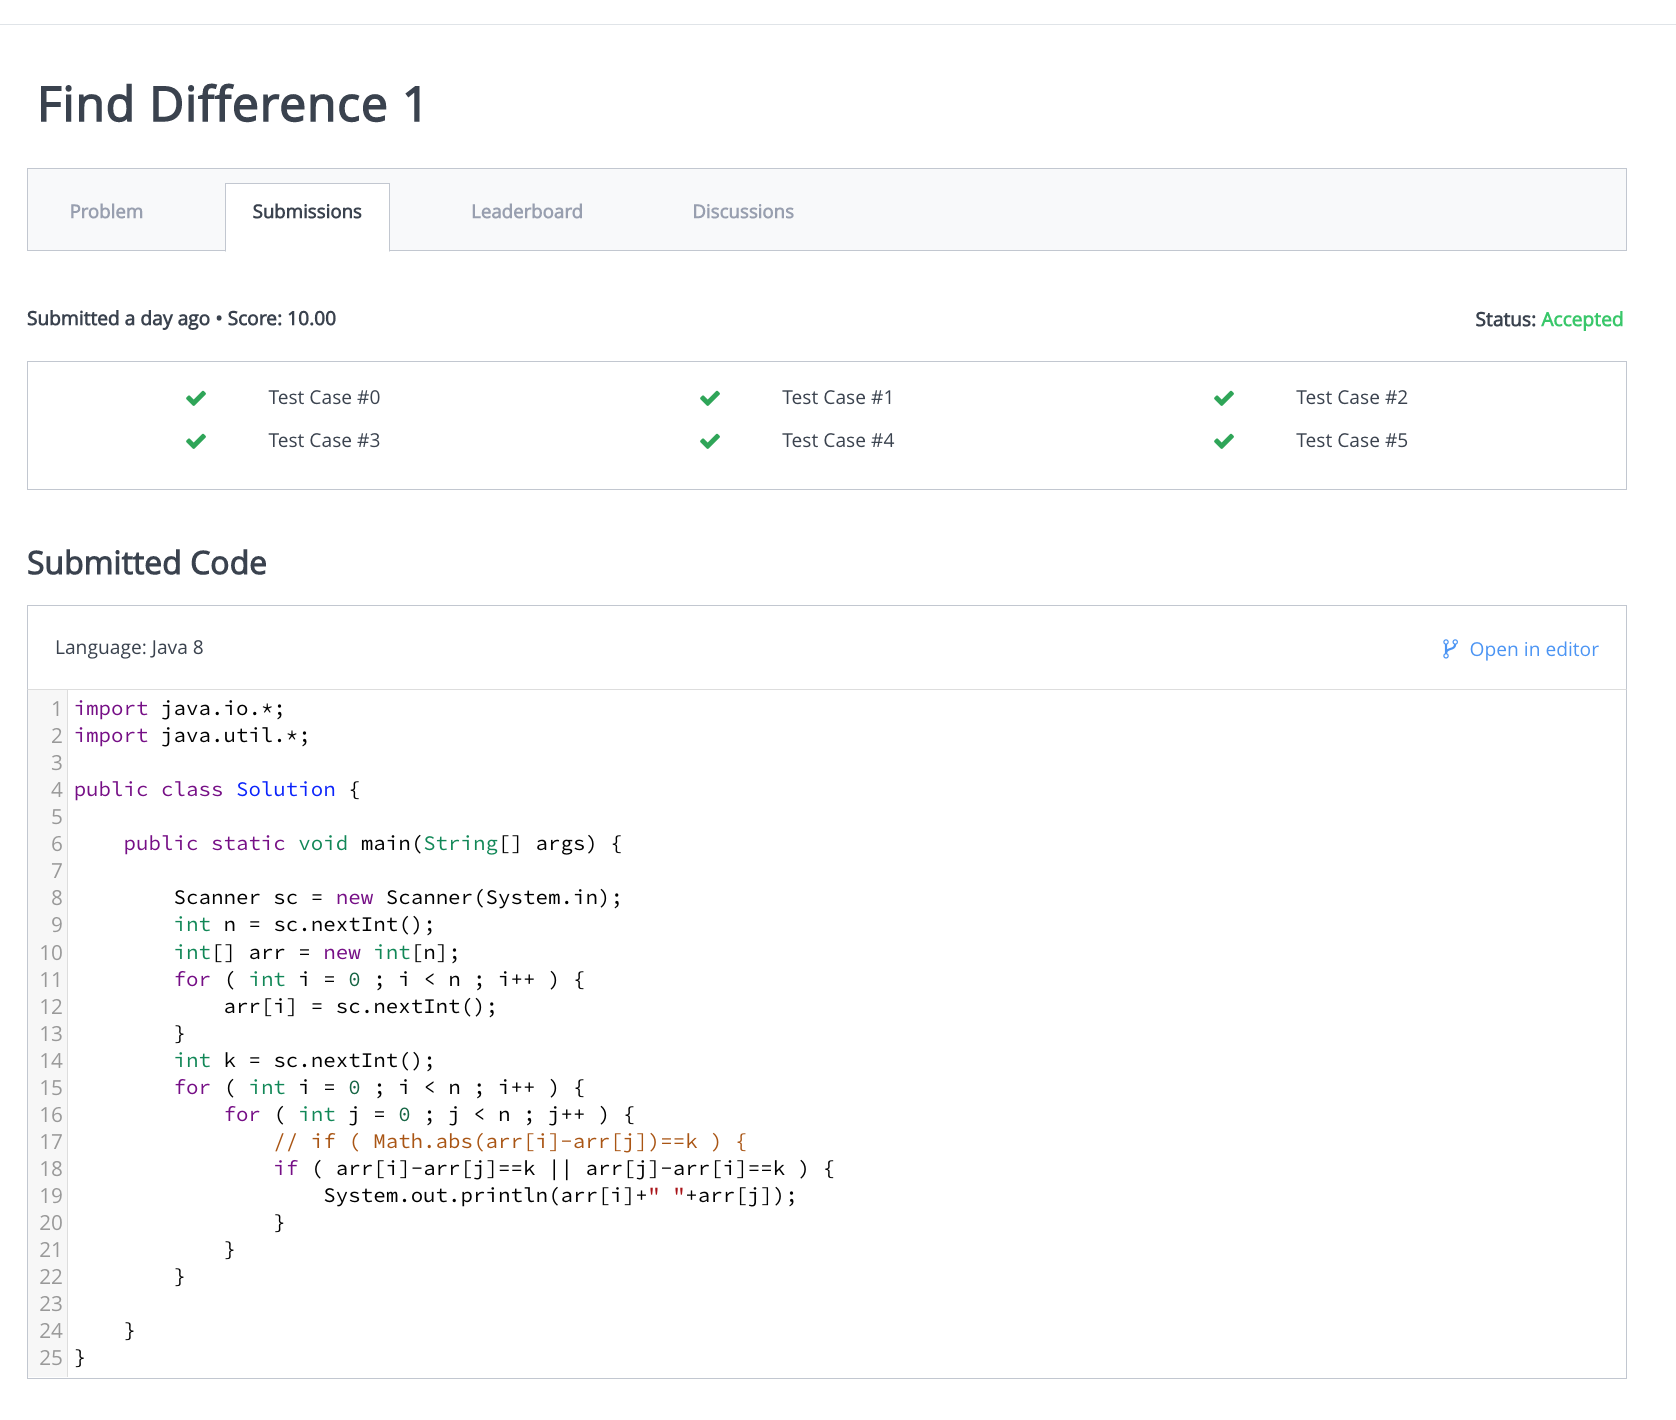 Find Difference 1
Problem Submissions Leaderboard Discussions
Submitted a day ago • Score: 10.00 Status: Accepted
Test Case #0 Test Case #1 Test Case #2
Test Case #3 Test Case #4 Test Case #5
Submitted Code
Language: Java 8 Open in editor
1 import java.io.*;
2 import java.util.*;
3
4 public class Solution {
5
6     public static void main(String[] args) {
7
8         Scanner sc = new Scanner(System.in);
9         int n = sc.nextInt();
10         int[] arr = new int[n];
11         for ( int i = 0 ; i < n ; i++ ) {
12             arr[i] = sc.nextInt();
13         }
14         int k = sc.nextInt();
15         for ( int i = 0 ; i < n ; i++ ) {
16             for ( int j = 0 ; j < n ; j++ ) {
17                 // if ( Math.abs(arr[i]-arr[j])==k ) {
18                 if ( arr[i]-arr[j]==k || arr[j]-arr[i]==k ) {
19                     System.out.println(arr[i]+" "+arr[j]);
20                 }
21             }
22         }
23
24     }
25 }